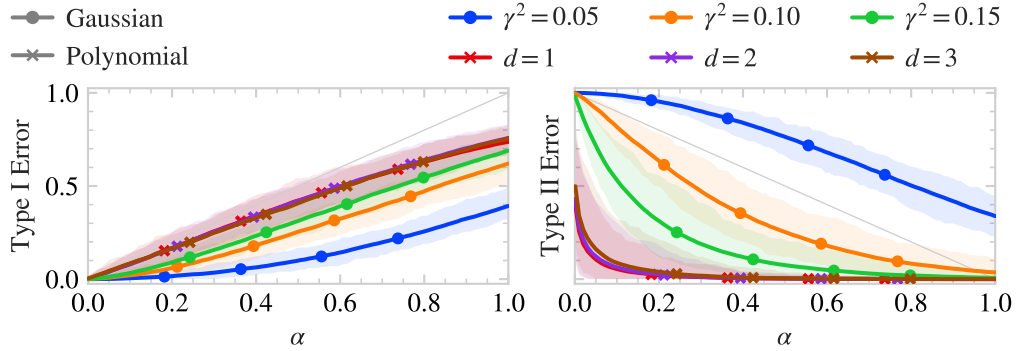 Gaussian
Polynomial
γ² = 0.05
γ² = 0.10
γ² = 0.15
d = 1
d = 2
d = 3
Type I Error
1.0
0.5
0.0
0.0 0.2 0.4 0.6 0.8 1.0
α
Type II Error
0.0 0.2 0.4 0.6 0.8 1.0
α